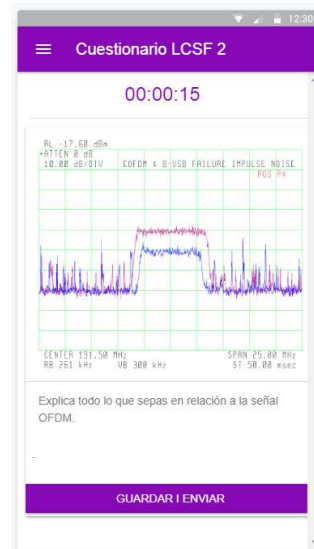 12:30
Cuestionario LCSF 2
00:00:15
RL -17.60 dBm
*ATTEN 0 dB
10.00 dB/DIV COFDM & 8-VSB FAILURE IMPULSE NOISE
POS PK
CENTER 191.50 MHz SPAN 25.00 MHz
RB 261 kHz VB 300 kHz ST 50.00 msec
Explica todo lo que sepas en relación a la señal
OFDM.
-
GUARDAR I ENVIAR